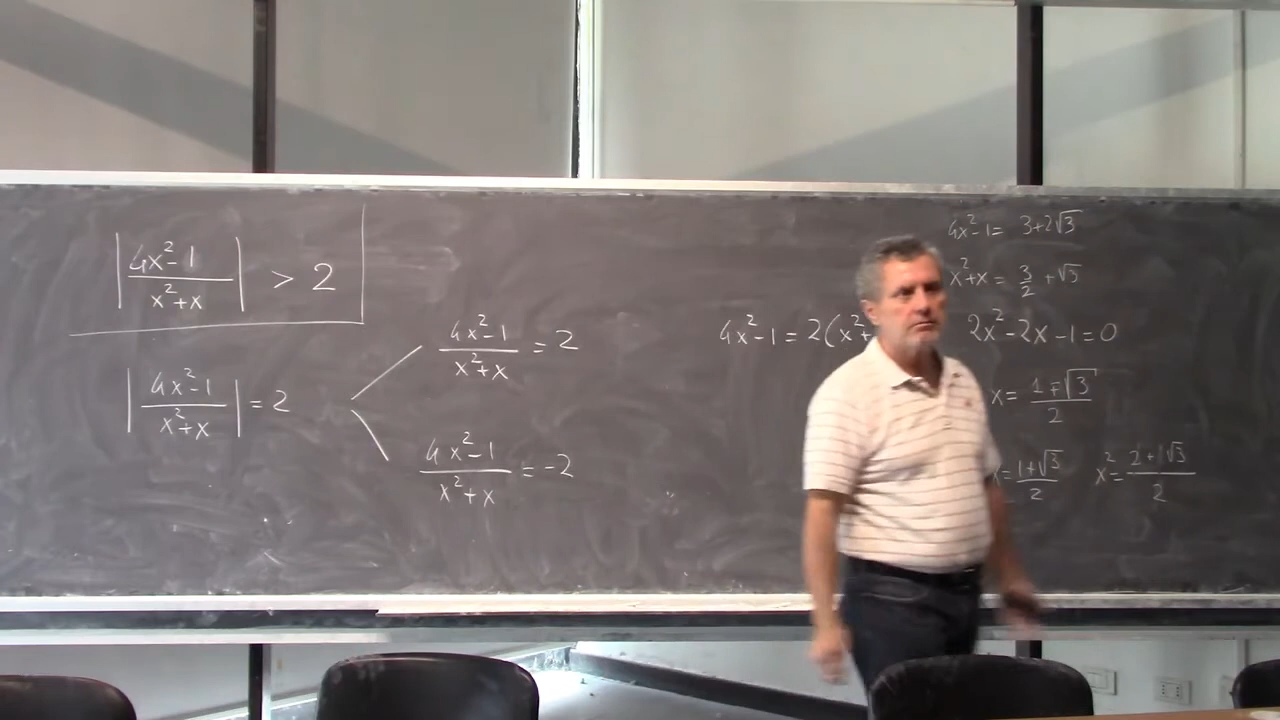 |4x²-1 / x²+x| > 2
|4x²-1 / x²+x| = 2
4x²-1 / x²+x = 2
4x²-1 / x²+x = -2
4x²-1 = 2(x²+
4x²-1 = 3+2√3
x²+x = 3/2 + √3
2x²-2x-1=0
x = 1∓√3 / 2
x = 1+√3 / 2
x² = 2+√3 / 2